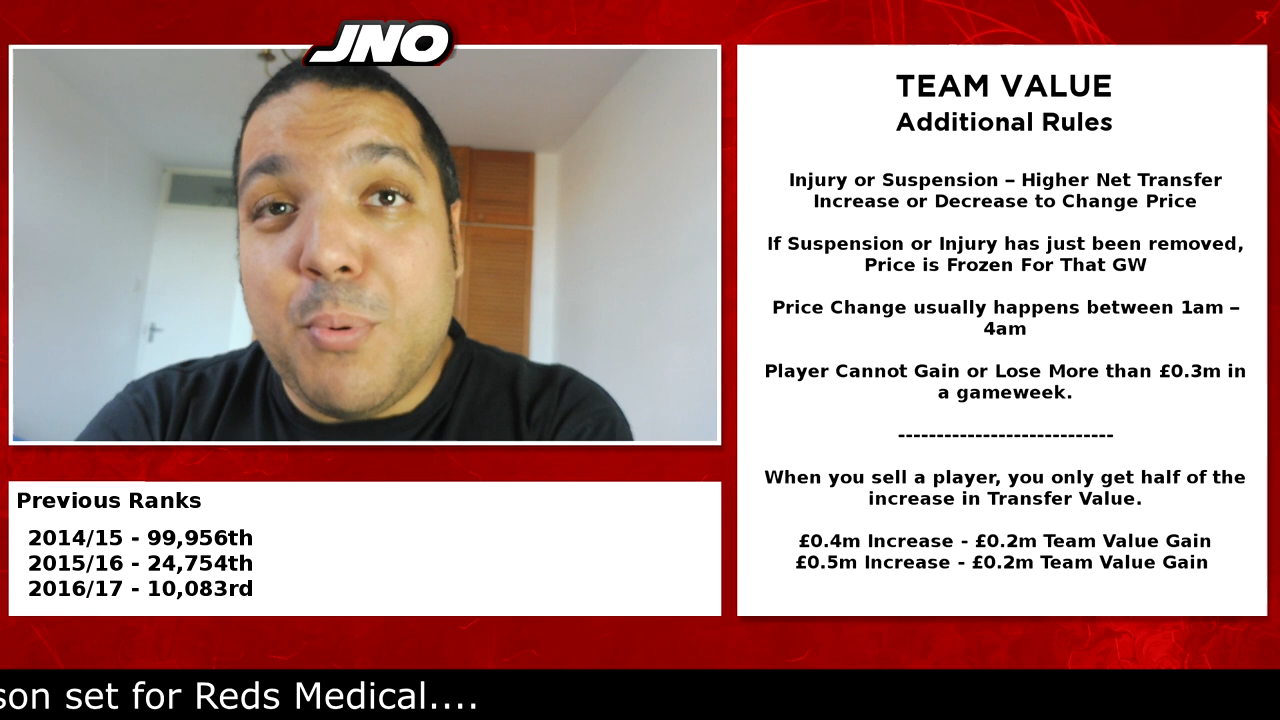 JNO
TEAM VALUE
Additional Rules
Injury or Suspension – Higher Net Transfer
Increase or Decrease to Change Price
If Suspension or Injury has just been removed,
Price is Frozen For That GW
Price Change usually happens between 1am –
4am
Player Cannot Gain or Lose More than £0.3m in
a gameweek.
----------------------------
When you sell a player, you only get half of the
increase in Transfer Value.
£0.4m Increase - £0.2m Team Value Gain
£0.5m Increase - £0.2m Team Value Gain
Previous Ranks
2014/15 - 99,956th
2015/16 - 24,754th
2016/17 - 10,083rd
son set for Reds Medical....